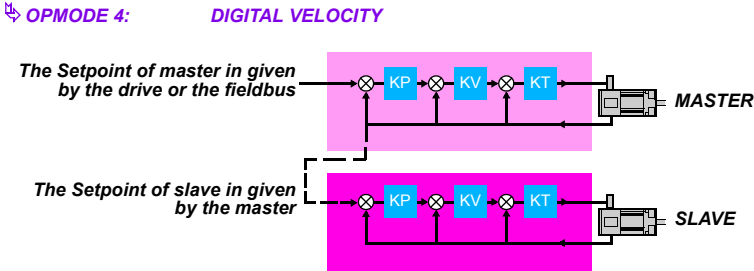 OPMODE 4: DIGITAL VELOCITY
The Setpoint of master in given
by the drive or the fieldbus
KP KV KT
MASTER
The Setpoint of slave in given
by the master
KP KV KT
SLAVE